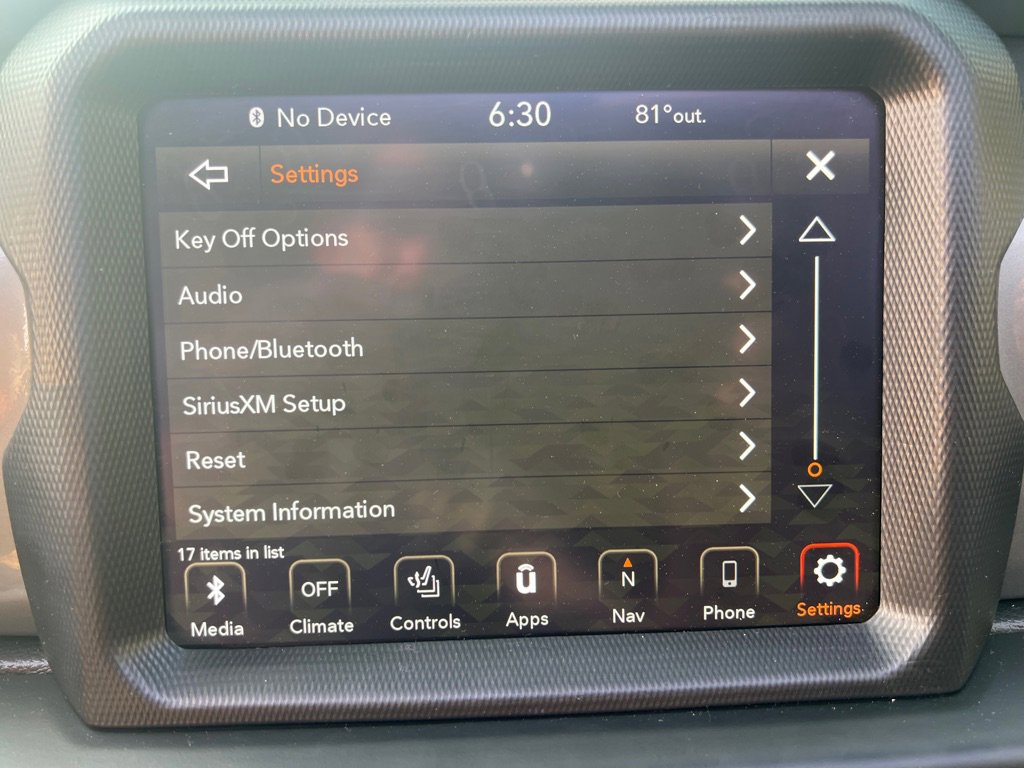 No Device 6:30 81°out.
Settings
Key Off Options
Audio
Phone/Bluetooth
SiriusXM Setup
Reset
System Information
17 items in list
OFF ū N
Media Climate Controls Apps Nav Phone Settings